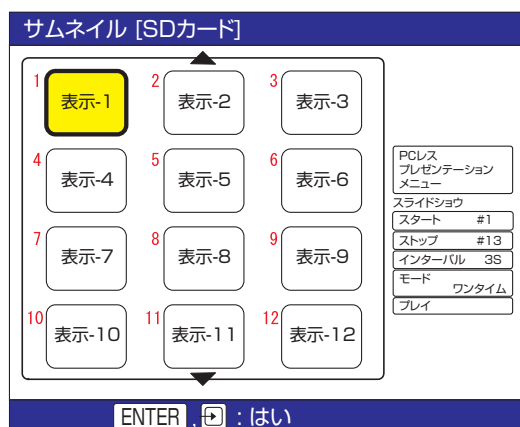 サムネイル [SDカード]
1 表示-1 2 表示-2 3 表示-3
4 表示-4 5 表示-5 6 表示-6
7 表示-7 8 表示-8 9 表示-9
10 表示-10 11 表示-11 12 表示-12
PCレス
プレゼンテーション
メニュー
スライドショウ
スタート #1
ストップ #13
インターバル 3S
モード
ワンタイム
プレイ
ENTER , : はい